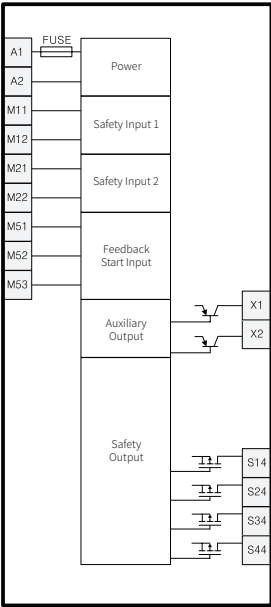 FUSE
A1
Power
A2
M11
Safety Input 1
M12
M21
Safety Input 2
M22
M51
Feedback
Start Input
M52
M53
Auxiliary
Output
X1
X2
Safety
Output
S14
S24
S34
S44